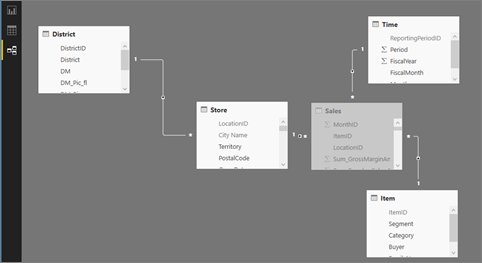 District
DistrictID
District
DM
DM_Pic_fl
Store
LocationID
City Name
Territory
PostalCode
Time
ReportingPeriodID
Σ Period
Σ FiscalYear
FiscalMonth
Sales
Σ MonthID
ItemID
LocationID
Σ Sum_GrossMarginAm
Item
ItemID
Segment
Category
Buyer
1
*
1
*
1
*
*
1